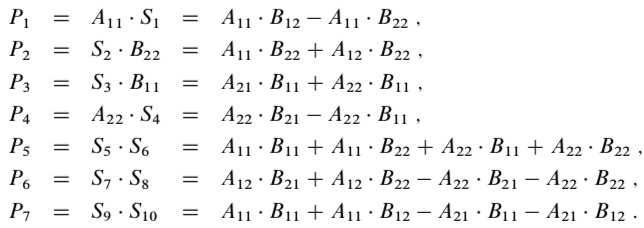 P₁ = A₁₁ · S₁ = A₁₁ · B₁₂ − A₁₁ · B₂₂ ,
P₂ = S₂ · B₂₂ = A₁₁ · B₂₂ + A₁₂ · B₂₂ ,
P₃ = S₃ · B₁₁ = A₂₁ · B₁₁ + A₂₂ · B₁₁ ,
P₄ = A₂₂ · S₄ = A₂₂ · B₂₁ − A₂₂ · B₁₁ ,
P₅ = S₅ · S₆ = A₁₁ · B₁₁ + A₁₁ · B₂₂ + A₂₂ · B₁₁ + A₂₂ · B₂₂ ,
P₆ = S₇ · S₈ = A₁₂ · B₂₁ + A₁₂ · B₂₂ − A₂₂ · B₂₁ − A₂₂ · B₂₂ ,
P₇ = S₉ · S₁₀ = A₁₁ · B₁₁ + A₁₁ · B₁₂ − A₂₁ · B₁₁ − A₂₁ · B₁₂ .